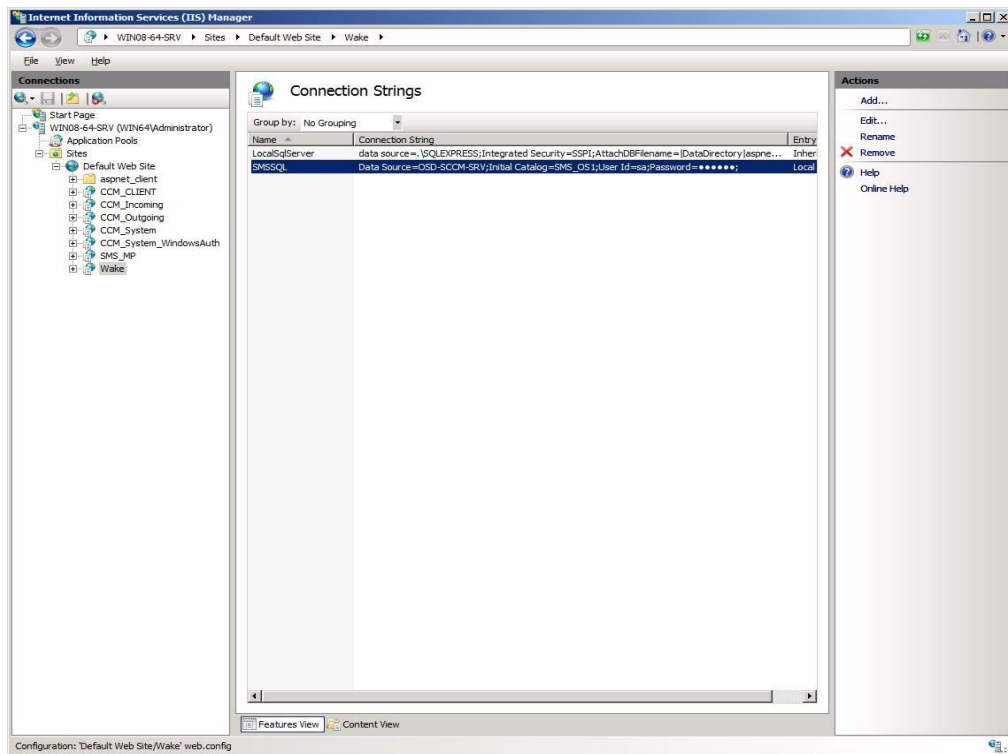 Internet Information Services (IIS) Manager
WIN08-64-SRV Sites Default Web Site Wake
File View Help
Connections
Start Page
WIN08-64-SRV (WIN64\Administrator)
Application Pools
Sites
Default Web Site
aspnet_client
CCM_CLIENT
CCM_Incoming
CCM_Outgoing
CCM_System
CCM_System_WindowsAuth
SMS_MP
Wake
Connection Strings
Group by: No Grouping
Name Connection String Entry
LocalSqlServer data source=.\SQLEXPRESS;Integrated Security=SSPI;AttachDBFilename=|DataDirectory|aspne... Inher
SMSSQL Data Source=OSD-SCCM-SRV;Initial Catalog=SMS_OS1;User Id=sa;Password=●●●●●●; Local
Features View Content View
Actions
Add...
Edit...
Rename
Remove
Help
Online Help
Configuration: 'Default Web Site/Wake' web.config